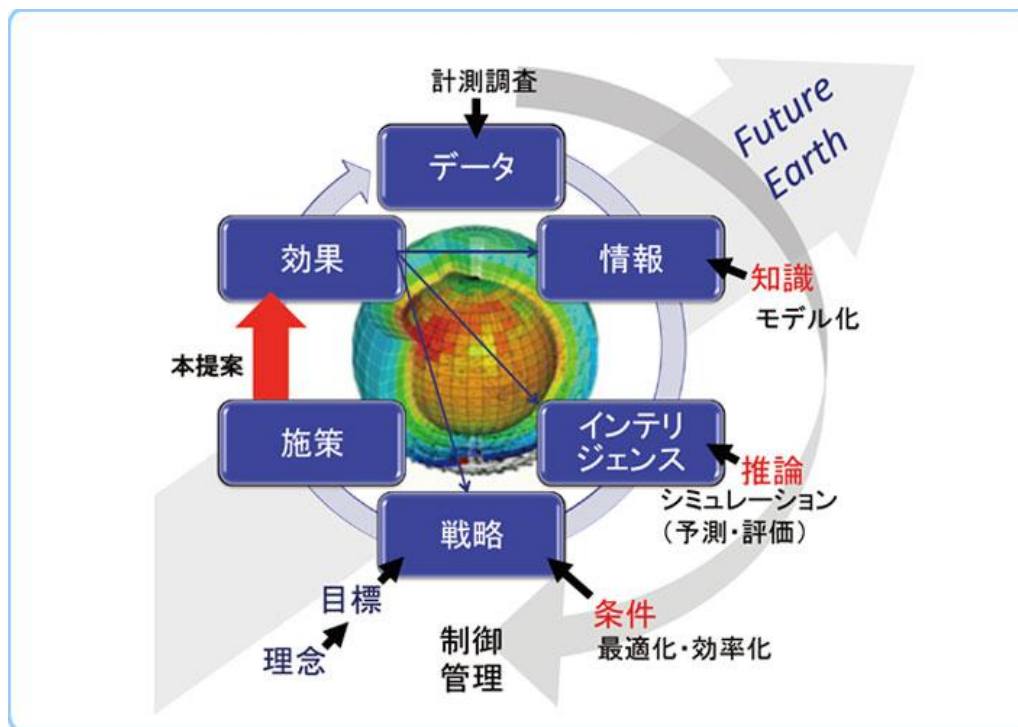 計測調査
データ
Future
Earth
効果
情報
知識
モデル化
本提案
施策
インテリ
ジェンス
推論
シミュレーション
(予測・評価)
戦略
目標
理念
条件
最適化・効率化
制御
管理